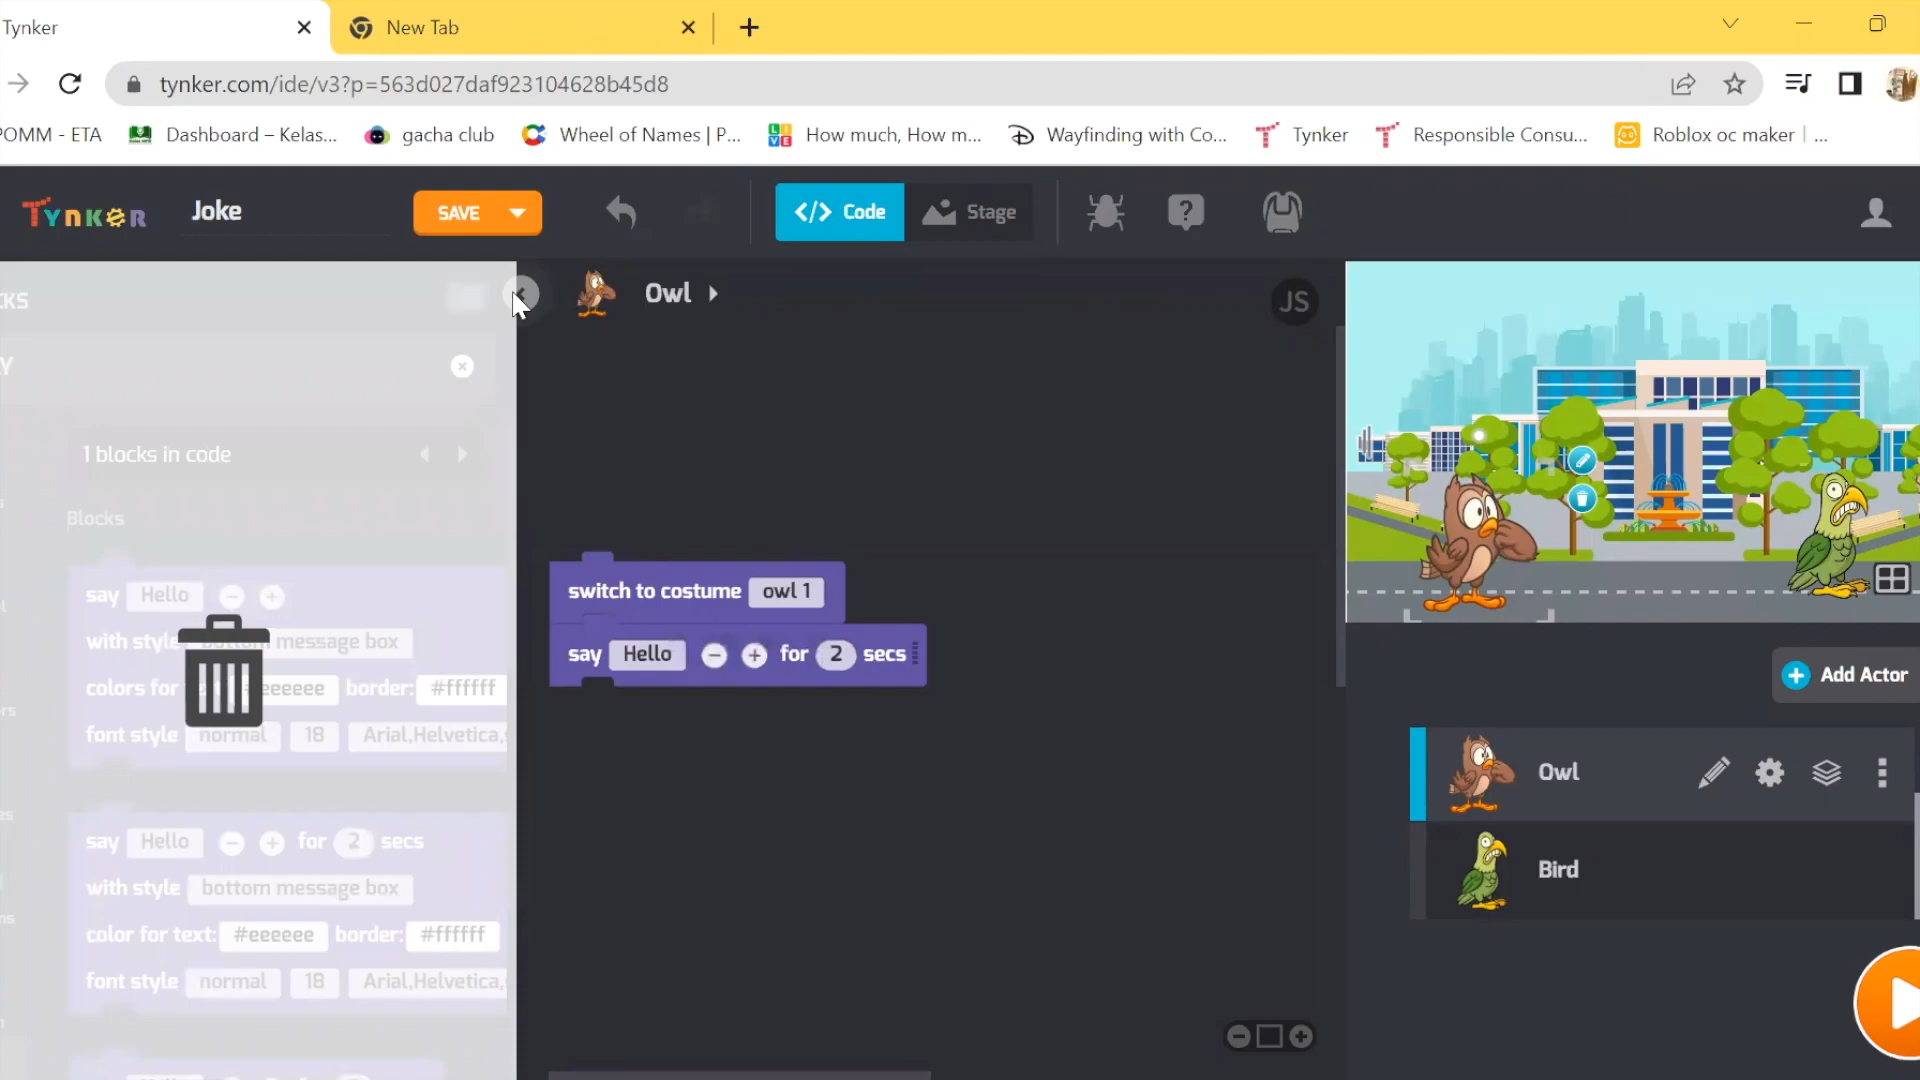 Tynker
New Tab
tynker.com/ide/v3?p=563d027daf923104628b45d8
POMM - ETA
Dashboard – Kelas...
gacha club
Wheel of Names | P...
How much, How m...
Wayfinding with Co...
Tynker
Responsible Consu...
Roblox oc maker | ...
TYNKER
Joke
SAVE
</> Code
Stage
Owl
JS
1 blocks in code
Blocks
say Hello
with style bottom message box
colors for #eeeeee border: #ffffff
font style normal 18 Arial,Helvetica,
say Hello for 2 secs
with style bottom message box
color for text: #eeeeee border: #ffffff
font style normal 18 Arial,Helvetica,
switch to costume owl 1
say Hello for 2 secs
Add Actor
Owl
Bird